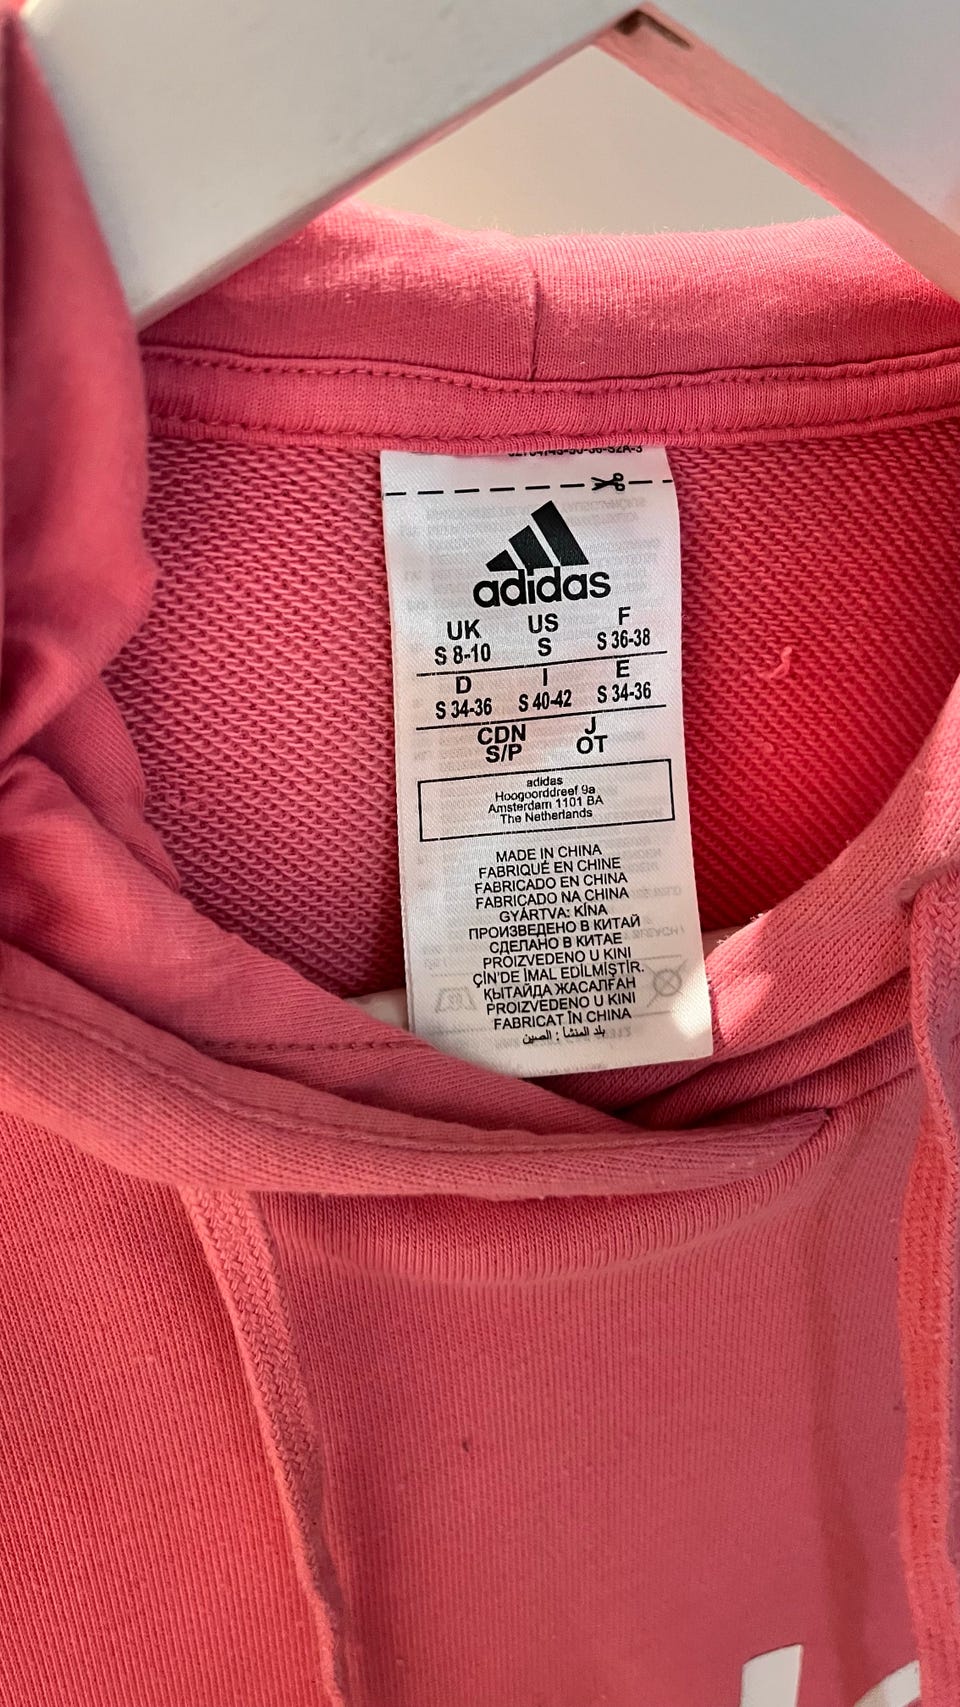 adidas
UK US F
S 8-10 S S 36-38
D I E
S 34-36 S 40-42 S 34-36
CDN J
S/P OT
adidas
Hoogoorddreef 9a
Amsterdam 1101 BA
The Netherlands
MADE IN CHINA
FABRIQUÉ EN CHINE
FABRICADO EN CHINA
FABRICADO NA CHINA
GYÁRTVA: KÍNA
ПРОИЗВЕДЕНО В КИТАЙ
СДЕЛАНО В КИТАЕ
PROIZVEDENO U KINI
ÇİN'DE İMAL EDİLMİŞTİR.
ҚЫТАЙДА ЖАСАЛҒАН
PROIZVEDENO U KINI
FABRICAT ÎN CHINA
بلد المنشأ : الصين